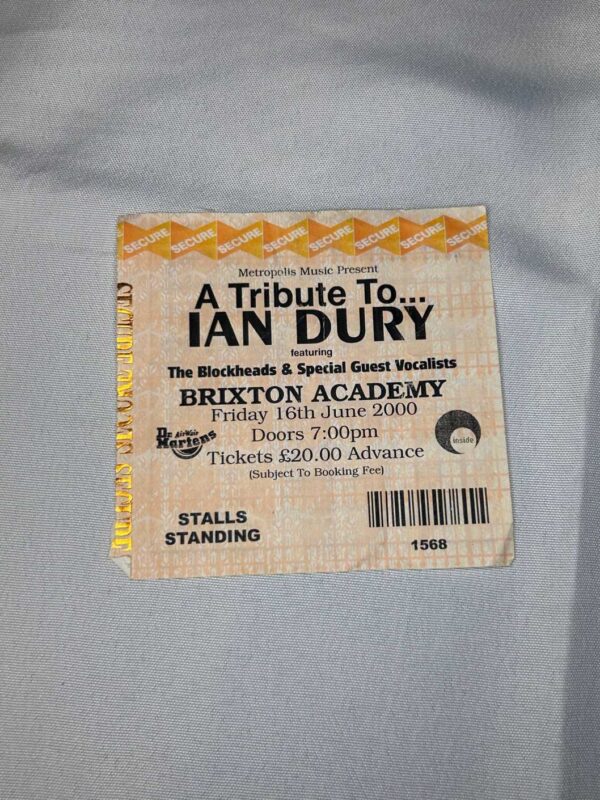 SECURE SECURE SECURE SECURE SECURE SECURE SECURE SECURE
Metropolis Music Present
A Tribute To...
IAN DURY
featuring
The Blockheads & Special Guest Vocalists
BRIXTON ACADEMY
Friday 16th June 2000
Doors 7:00pm
Dr. AirWair
Martens
inside
Tickets £20.00 Advance
(Subject To Booking Fee)
STALLS
STANDING
1568